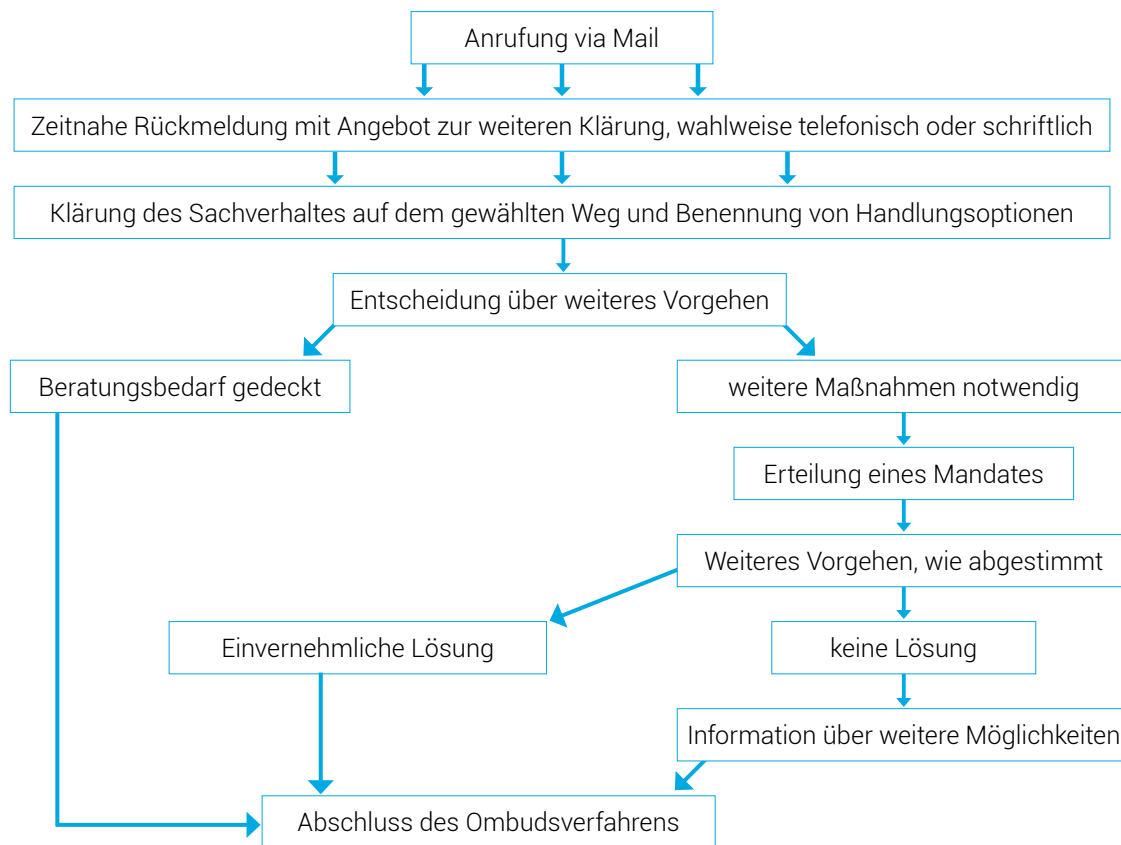 Anrufung via Mail
Zeitnahe Rückmeldung mit Angebot zur weiteren Klärung, wahlweise telefonisch oder schriftlich
Klärung des Sachverhaltes auf dem gewählten Weg und Benennung von Handlungsoptionen
Entscheidung über weiteres Vorgehen
Beratungsbedarf gedeckt
weitere Maßnahmen notwendig
Erteilung eines Mandates
Weiteres Vorgehen, wie abgestimmt
Einvernehmliche Lösung
keine Lösung
Information über weitere Möglichkeiten
Abschluss des Ombudsverfahrens